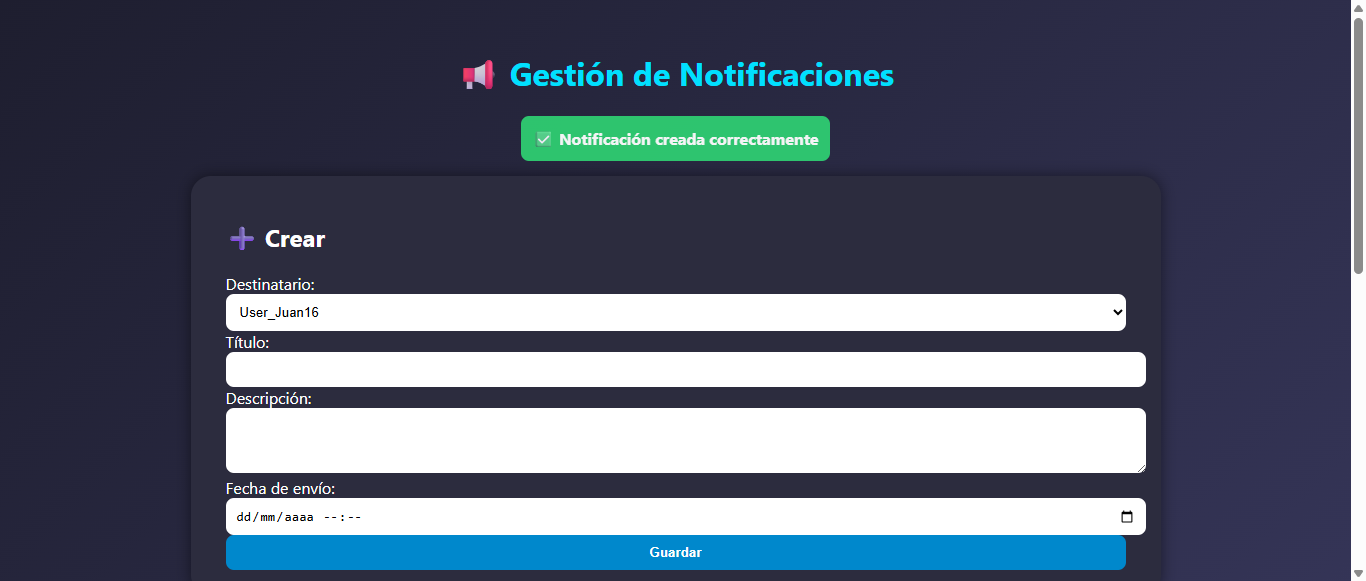 Gestión de Notificaciones
Notificación creada correctamente
Crear
Destinatario:
User_Juan16
Título:
Descripción:
Fecha de envío:
dd/mm/aaaa --:--
Guardar